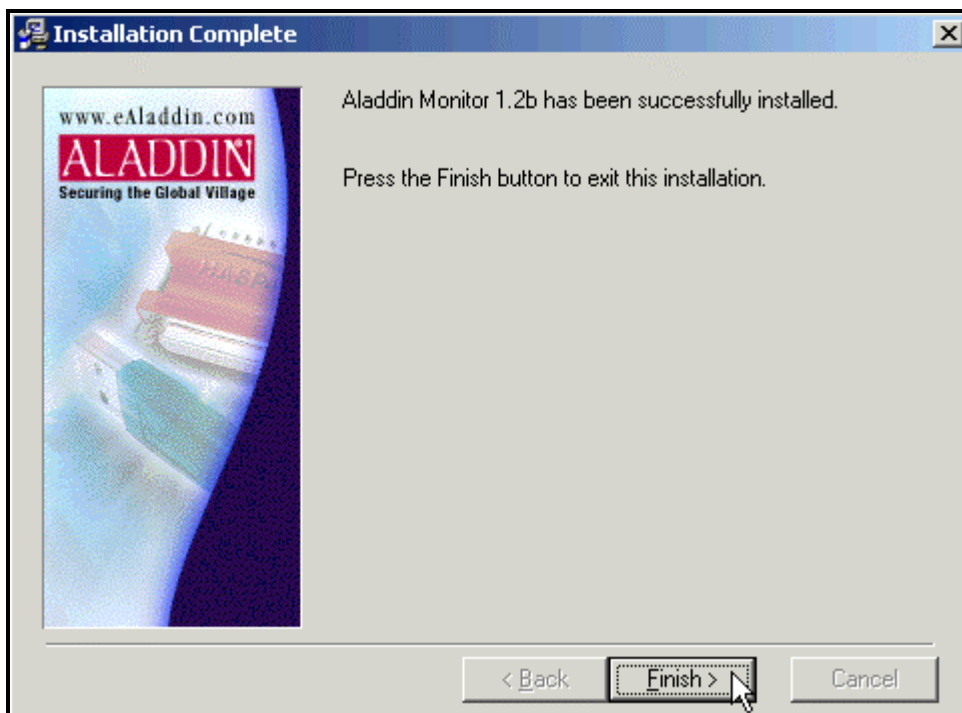 Installation Complete
www.eAladdin.com
ALADDIN
Securing the Global Village
HASP
Aladdin Monitor 1.2b has been successfully installed.
Press the Finish button to exit this installation.
< Back
Finish >
Cancel